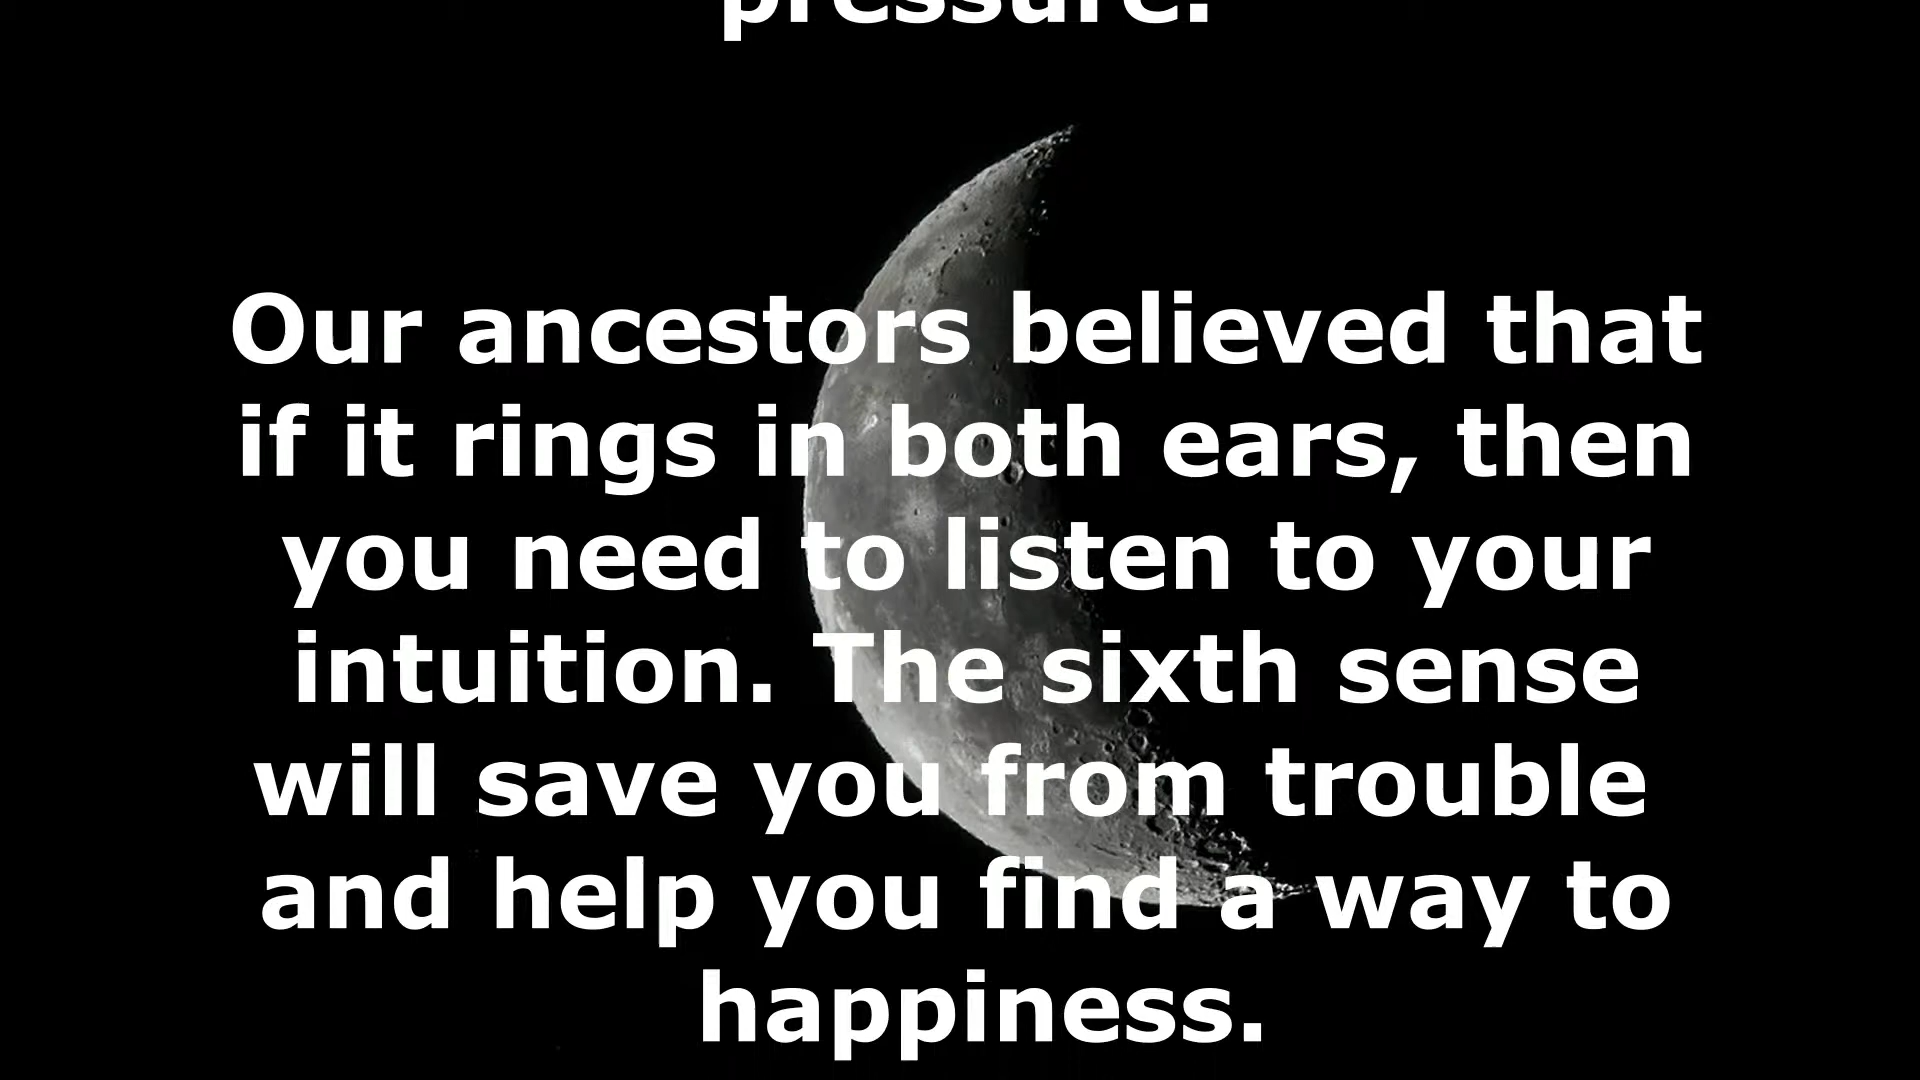 pressure.
Our ancestors believed that
if it rings in both ears, then
you need to listen to your
intuition. The sixth sense
will save you from trouble
and help you find a way to
happiness.